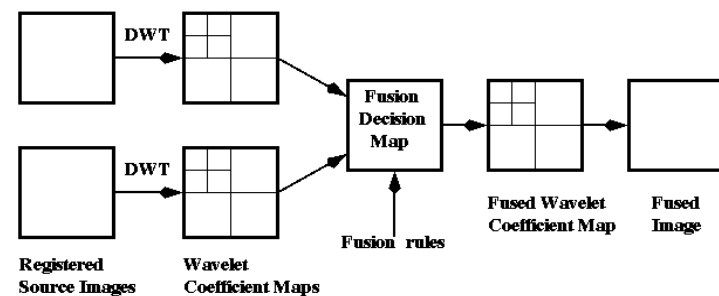 DWT
DWT
Fusion
Decision
Map
Fusion rules
Registered
Source Images
Wavelet
Coefficient Maps
Fused Wavelet
Coefficient Map
Fused
Image